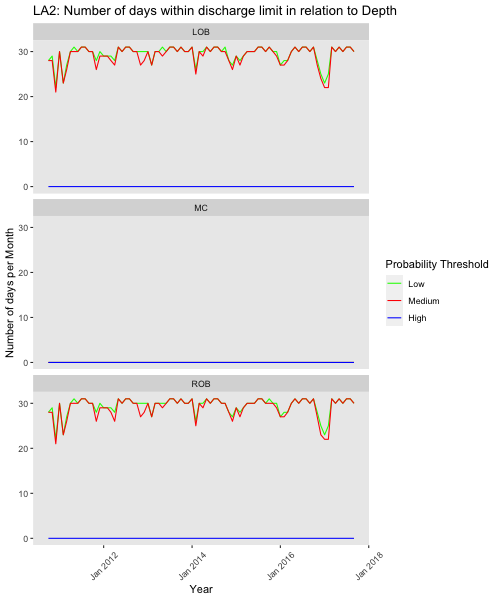 LA2: Number of days within discharge limit in relation to Depth
LOB
30
20
10
0
MC
30
20
10
0
ROB
30
20
10
0
Number of days per Month
Jan 2012
Jan 2014
Jan 2016
Jan 2018
Year
Probability Threshold
Low
Medium
High